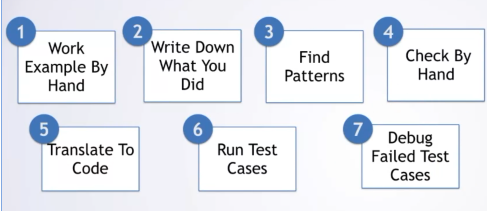 1
Work
Example By
Hand
2
Write Down
What You
Did
3
Find
Patterns
4
Check By
Hand
5
Translate To
Code
6
Run Test
Cases
7
Debug
Failed Test
Cases